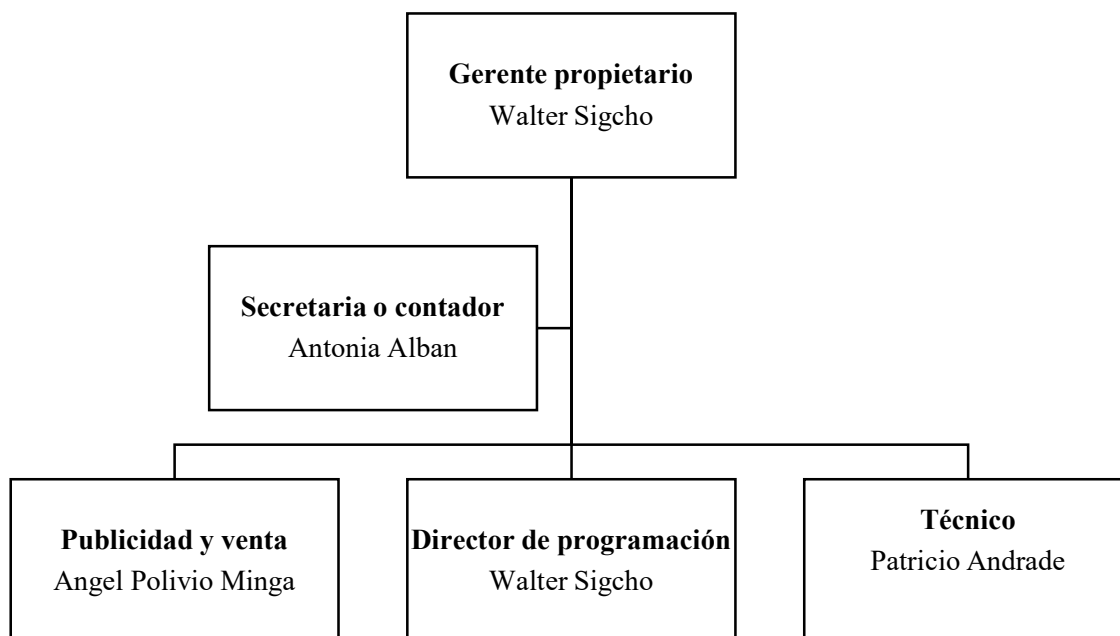 Gerente propietario
Walter Sigcho
Secretaria o contador
Antonia Alban
Publicidad y venta
Angel Polivio Minga
Director de programación
Walter Sigcho
Técnico
Patricio Andrade